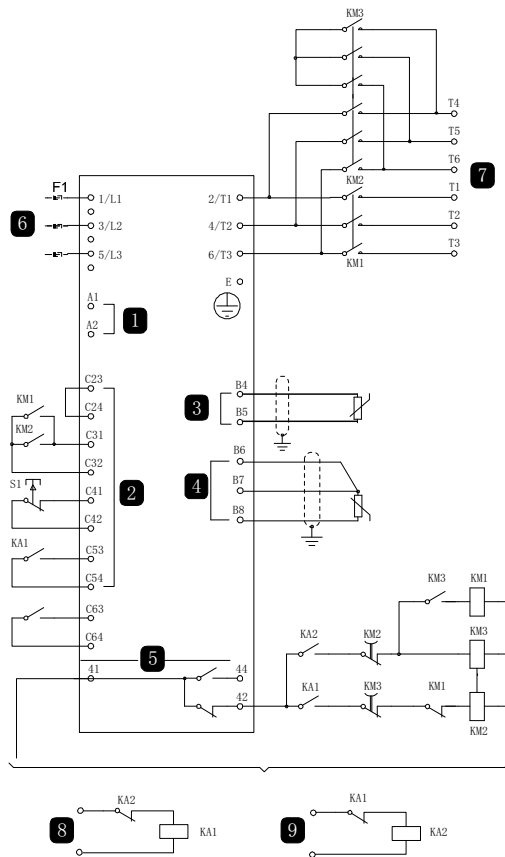 KM3
T4
T5
T6
7
KM2
T1
T2
T3
KM1
F1
1/L1
2/T1
6
3/L2
4/T2
5/L3
6/T3
E
A1
1
A2
C23
KM1
C24
B4
3
B5
C31
KM2
C32
2
B6
S1
C41
4
B7
C42
B8
KA1
C53
C54
C63
C64
KM3
KM1
5
KA2
KM2
KM3
41
44
42
KA1
KM3
KM1
KM2
8
KA2
KA1
9
KA1
KA2